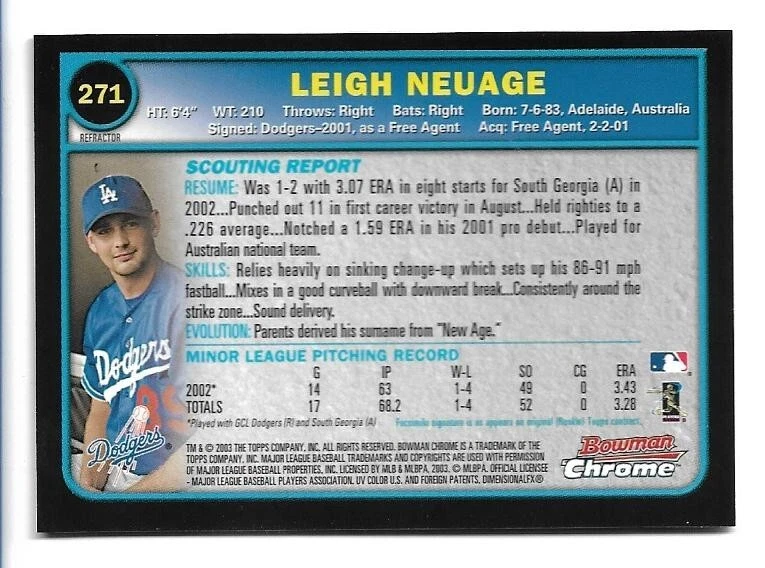 271
REFRACTOR
LEIGH NEUAGE
HT: 6'4" WT: 210 Throws: Right Bats: Right Born: 7-6-83, Adelaide, Australia
Signed: Dodgers–2001, as a Free Agent Acq: Free Agent, 2-2-01
SCOUTING REPORT
RESUME: Was 1-2 with 3.07 ERA in eight starts for South Georgia (A) in
2002...Punched out 11 in first career victory in August...Held righties to a
.226 average...Notched a 1.59 ERA in his 2001 pro debut...Played for
Australian national team.
SKILLS: Relies heavily on sinking change-up which sets up his 86-91 mph
fastball...Mixes in a good curveball with downward break...Consistently around the
strike zone...Sound delivery.
EVOLUTION: Parents derived his surname from "New Age."
MINOR LEAGUE PITCHING RECORD
G IP W-L SO CG ERA
2002* 14 63 1-4 49 0 3.43
TOTALS 17 68.2 1-4 52 0 3.28
*Played with GCL Dodgers (R) and South Georgia (A)
Facsimile signature is as appears on original (Rookie) Topps contract.
LA
Dodgers
Dodgers
TM & © 2003 THE TOPPS COMPANY, INC. ALL RIGHTS RESERVED. BOWMAN CHROME IS A TRADEMARK OF THE
TOPPS COMPANY, INC. MAJOR LEAGUE BASEBALL TRADEMARKS AND COPYRIGHTS ARE USED WITH PERMISSION
OF MAJOR LEAGUE BASEBALL PROPERTIES, INC. LICENSED BY MLB & MLBPA, 2003. © MLBPA. OFFICIAL LICENSEE
- MAJOR LEAGUE BASEBALL PLAYERS ASSOCIATION. UV COLOR U.S. AND FOREIGN PATENTS, DIMENSIONALFX®
Bowman
Chrome